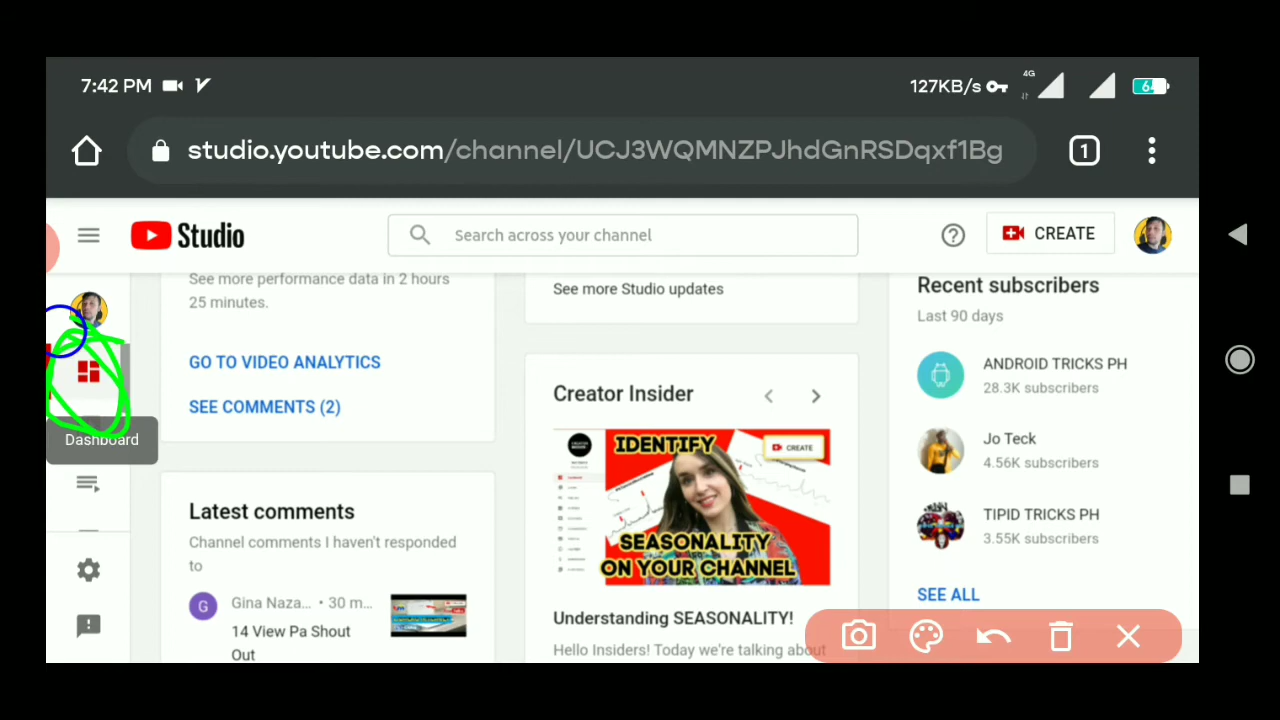 7:42 PM
127KB/s
4G
64
studio.youtube.com/channel/UCJ3WQMNZPJhdGnRSDqxf1Bg
1
Studio
Search across your channel
CREATE
See more performance data in 2 hours
25 minutes.
GO TO VIDEO ANALYTICS
SEE COMMENTS (2)
Dashboard
Latest comments
Channel comments I haven't responded
to
G
Gina Naza... • 30 m...
14 View Pa Shout
Out
See more Studio updates
Creator Insider
IDENTIFY
CREATE
SEASONALITY
ON YOUR CHANNEL
Understanding SEASONALITY!
Hello Insiders! Today we're talking about
Recent subscribers
Last 90 days
ANDROID TRICKS PH
28.3K subscribers
Jo Teck
4.56K subscribers
TIPID TRICKS PH
3.55K subscribers
SEE ALL